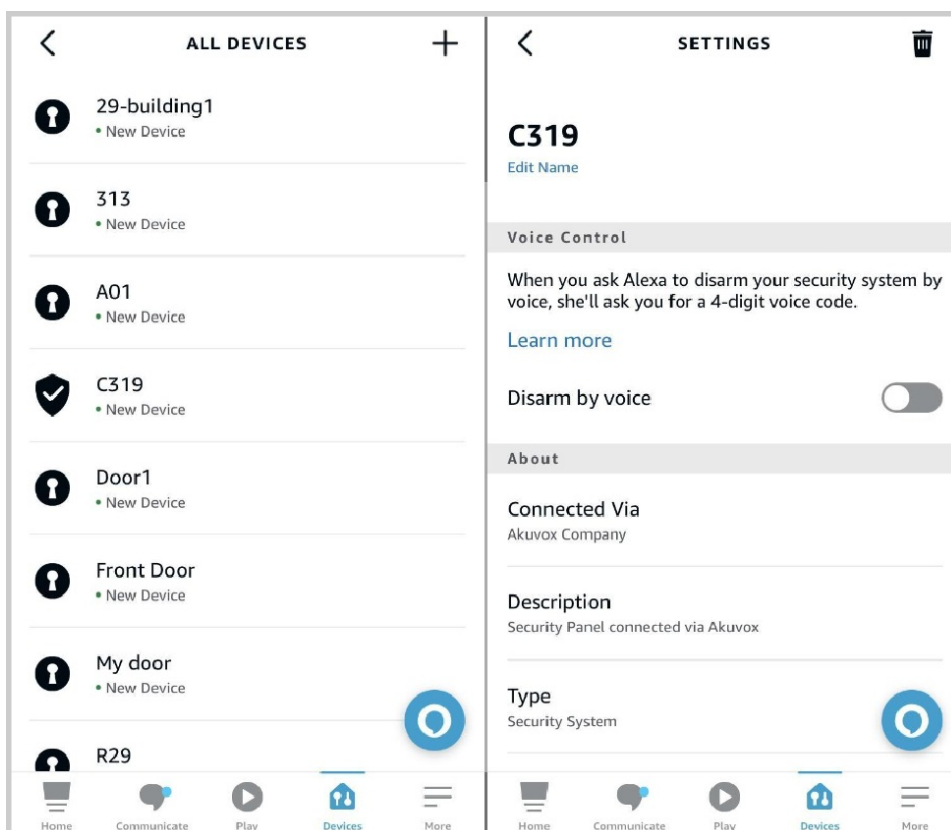 ALL DEVICES
29-building1
• New Device
313
• New Device
A01
• New Device
C319
• New Device
Door1
• New Device
Front Door
• New Device
My door
• New Device
R29
Home Communicate Play Devices More
SETTINGS
C319
Edit Name
Voice Control
When you ask Alexa to disarm your security system by
voice, she'll ask you for a 4-digit voice code.
Learn more
Disarm by voice
About
Connected Via
Akuvox Company
Description
Security Panel connected via Akuvox
Type
Security System
Home Communicate Play Devices More